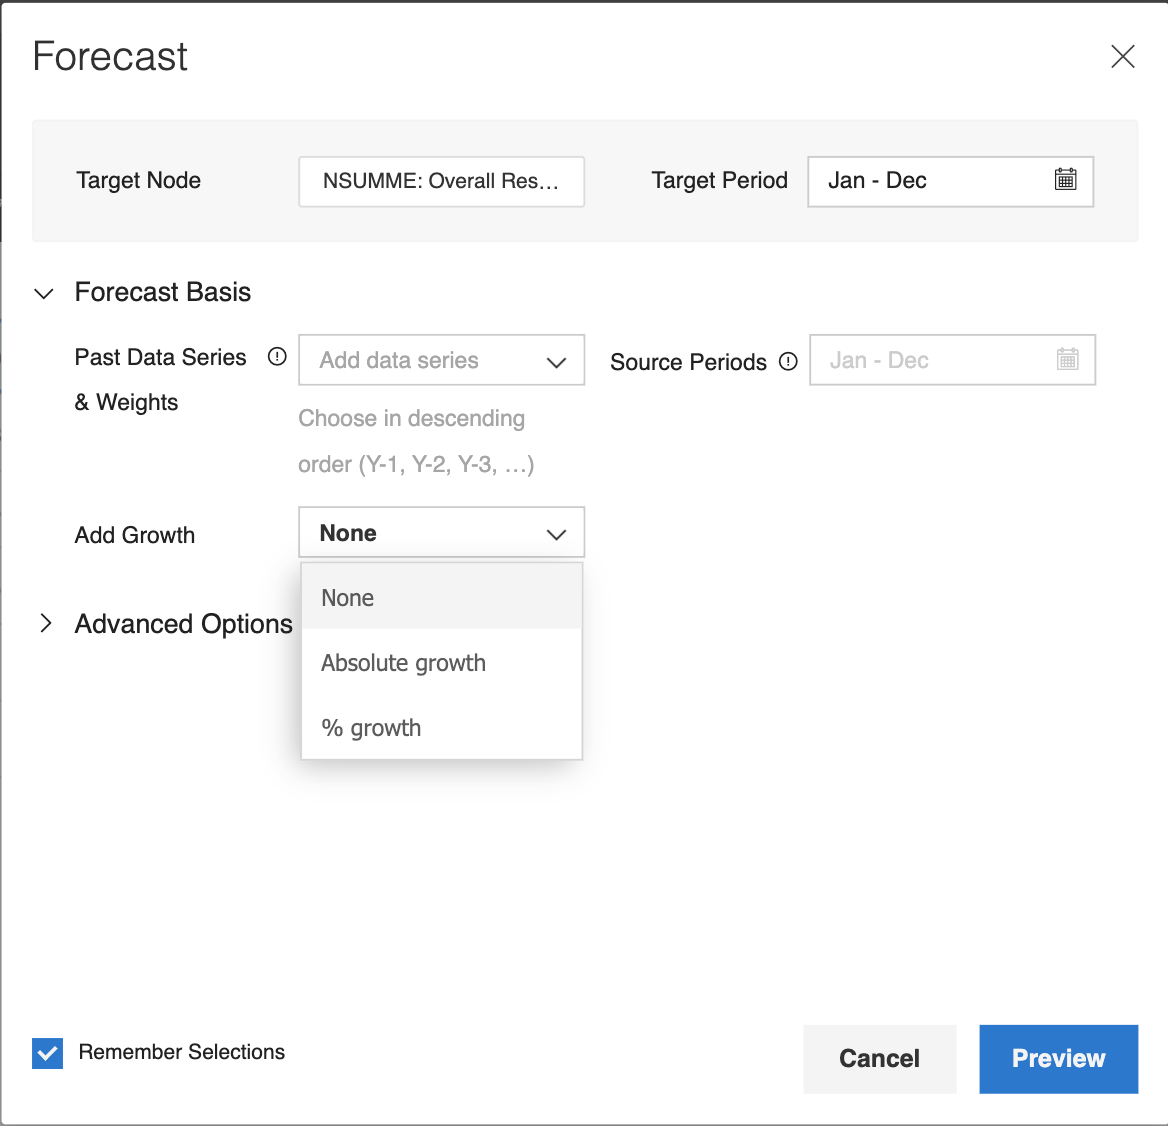 Forecast
Target Node
NSUMME: Overall Res...
Target Period
Jan - Dec
Forecast Basis
Past Data Series
& Weights
Add data series
Choose in descending
order (Y-1, Y-2, Y-3, ...)
Source Periods
Jan - Dec
Add Growth
None
None
Absolute growth
% growth
Advanced Options
Remember Selections
Cancel
Preview